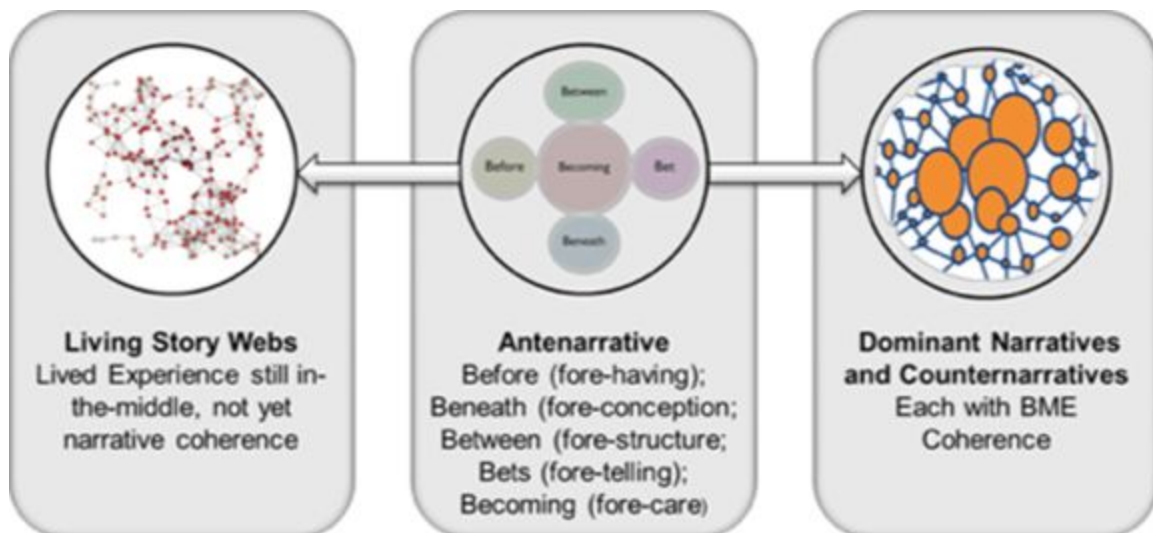 Between
Before
Becoming
Bet
Beneath
Living Story Webs
Lived Experience still in-
the-middle, not yet
narrative coherence
Antenarrative
Before (fore-having);
Beneath (fore-conception;
Between (fore-structure;
Bets (fore-telling);
Becoming (fore-care)
Dominant Narratives
and Counternarratives
Each with BME
Coherence